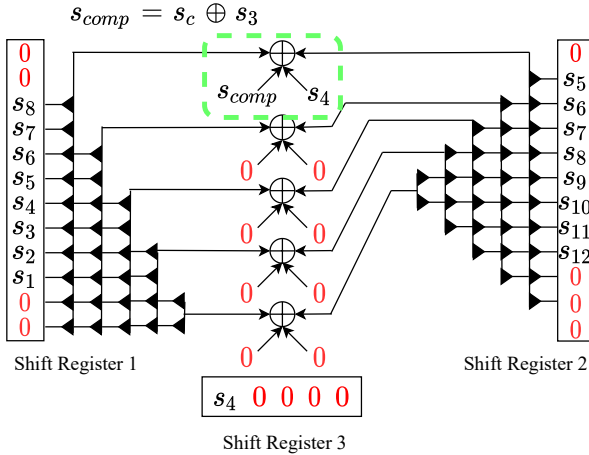 s_comp = s_c ⊕ s_3
0
0
s_8
s_7
s_6
s_5
s_4
s_3
s_2
s_1
0
0
Shift Register 1
s_comp s_4
0 0
0 0
0 0
0 0
s_4 0 0 0 0
Shift Register 3
0
s_5
s_6
s_7
s_8
s_9
s_10
s_11
s_12
0
0
0
Shift Register 2